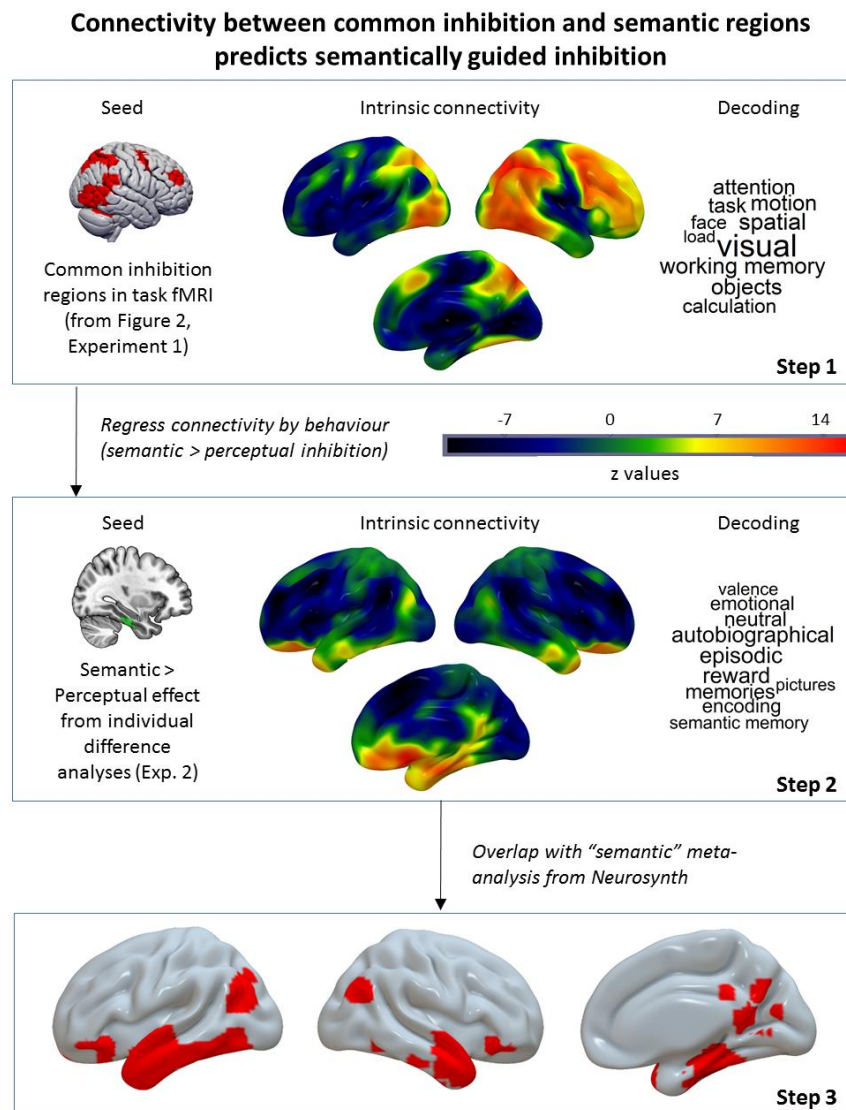 Connectivity between common inhibition and semantic regions
predicts semantically guided inhibition
Seed
Intrinsic connectivity
Decoding
Common inhibition
regions in task fMRI
(from Figure 2,
Experiment 1)
attention
task motion
face spatial
load visual
working memory
objects
calculation
Step 1
Regress connectivity by behaviour
(semantic > perceptual inhibition)
-7 0 7 14
z values
Seed
Intrinsic connectivity
Decoding
Semantic >
Perceptual effect
from individual
difference
analyses (Exp. 2)
valence
emotional
neutral
autobiographical
episodic
reward
memories pictures
encoding
semantic memory
Step 2
Overlap with “semantic” meta-
analysis from Neurosynth
Step 3